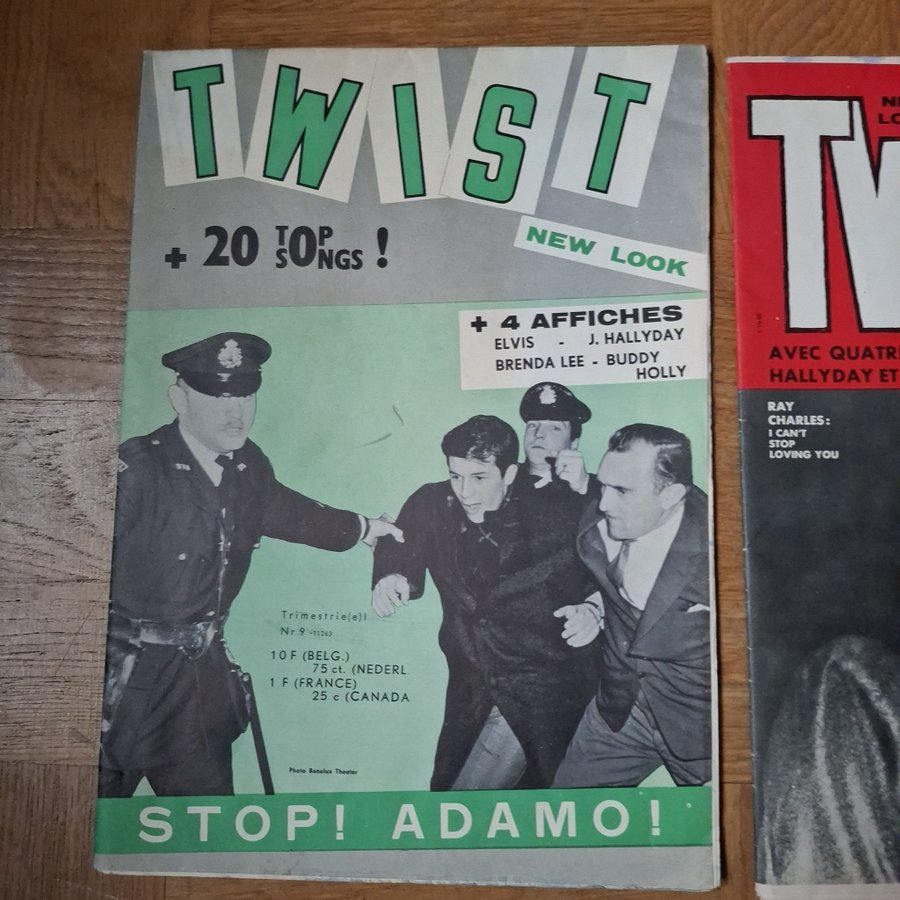 TWIST
+ 20 TOP SONGS !
NEW LOOK
+ 4 AFFICHES
ELVIS - J. HALLYDAY
BRENDA LEE - BUDDY
HOLLY
Trimestrie(e)l
Nr 9 -11263
10 F (BELG.)
75 ct. (NEDERL.
1 F (FRANCE)
25 c (CANADA
Photo Benelux Theater
STOP! ADAMO!
TW
AVEC QUATR
HALLYDAY ET
RAY
CHARLES:
I CAN'T
STOP
LOVING YOU